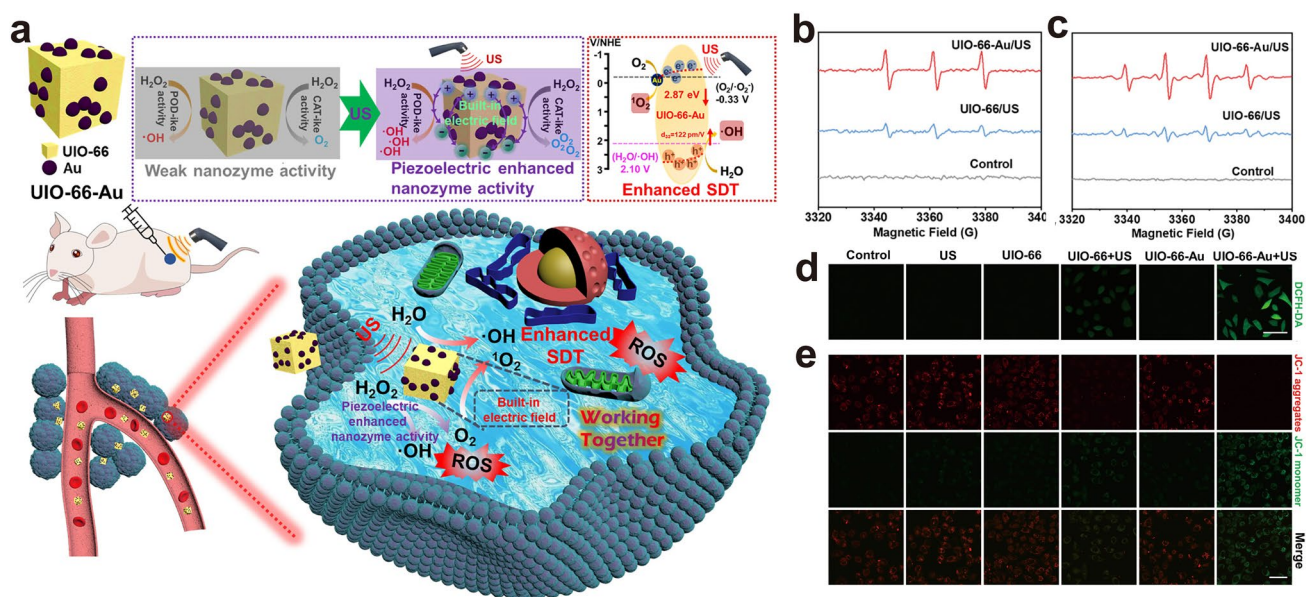 a
UIO-66
Au
UIO-66-Au
H₂O₂
POD-like
activity
·OH
H₂O₂
CAT-like
activity
O₂
Weak nanozyme activity
US
US
H₂O₂
POD-like
activity
·OH
·OH
·OH
Built-in
electric field
H₂O₂
CAT-like
activity
O₂
O₂O₂
Piezoelectric enhanced
nanozyme activity
V/NHE
-1
0
1
2
3
O₂
Au
¹O₂
US
(O₂/·O₂⁻)
-0.33 V
2.87 eV
UIO-66-Au
d₃₃=122 pm/V
·OH
(H₂O/·OH)
2.10 V
H₂O
Enhanced SDT
US
H₂O
·OH
¹O₂
Enhanced
SDT
ROS
H₂O₂
Piezoelectric
enhanced
nanozyme activity
Built-in
electric field
O₂
·OH
ROS
Working
Together
b
UIO-66-Au/US
UIO-66/US
Control
3320 3340 3360 3380 340
Magnetic Field (G)
c
UIO-66-Au/US
UIO-66/US
Control
3320 3340 3360 3380 3400
Magnetic Field (G)
d
Control US UIO-66 UIO-66+US UIO-66-Au UIO-66-Au+US
DCFH-DA
e
JC-1 aggregates
JC-1 monomer
Merge